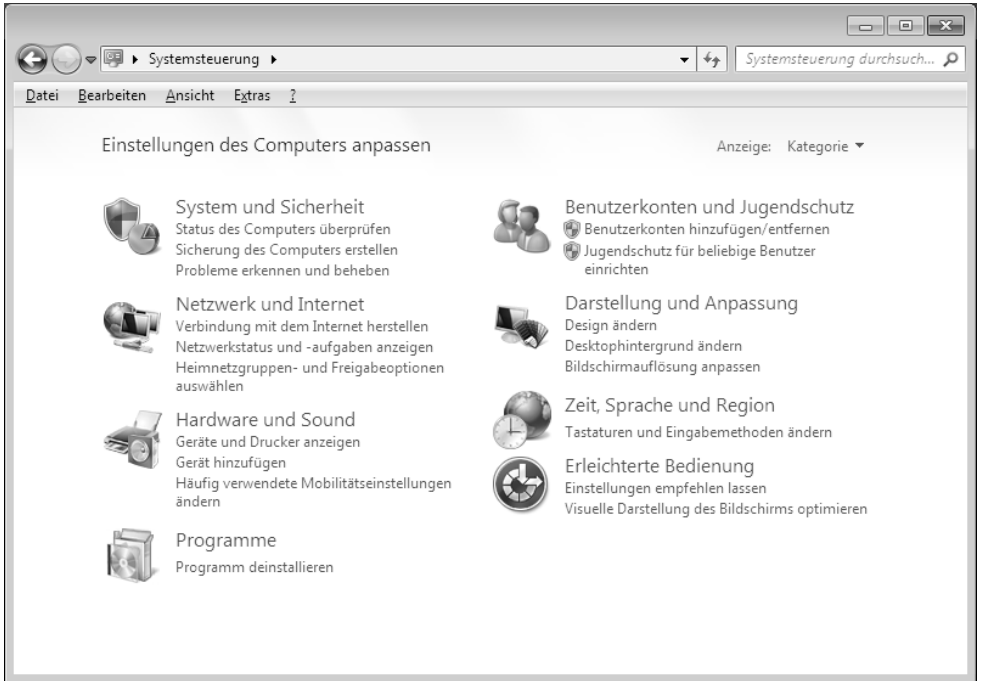 Systemsteuerung
Systemsteuerung durchsuch...
Datei Bearbeiten Ansicht Extras ?
Einstellungen des Computers anpassen
Anzeige: Kategorie
System und Sicherheit
Status des Computers überprüfen
Sicherung des Computers erstellen
Probleme erkennen und beheben
Netzwerk und Internet
Verbindung mit dem Internet herstellen
Netzwerkstatus und -aufgaben anzeigen
Heimnetzgruppen- und Freigabeoptionen
auswählen
Hardware und Sound
Geräte und Drucker anzeigen
Gerät hinzufügen
Häufig verwendete Mobilitätseinstellungen
ändern
Programme
Programm deinstallieren
Benutzerkonten und Jugendschutz
Benutzerkonten hinzufügen/entfernen
Jugendschutz für beliebige Benutzer
einrichten
Darstellung und Anpassung
Design ändern
Desktophintergrund ändern
Bildschirmauflösung anpassen
Zeit, Sprache und Region
Tastaturen und Eingabemethoden ändern
Erleichterte Bedienung
Einstellungen empfehlen lassen
Visuelle Darstellung des Bildschirms optimieren